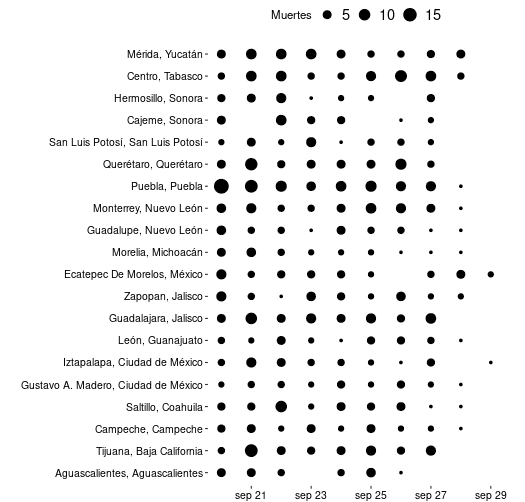 Muertes 5 10 15
Mérida, Yucatán
Centro, Tabasco
Hermosillo, Sonora
Cajeme, Sonora
San Luis Potosí, San Luis Potosí
Querétaro, Querétaro
Puebla, Puebla
Monterrey, Nuevo León
Guadalupe, Nuevo León
Morelia, Michoacán
Ecatepec De Morelos, México
Zapopan, Jalisco
Guadalajara, Jalisco
León, Guanajuato
Iztapalapa, Ciudad de México
Gustavo A. Madero, Ciudad de México
Saltillo, Coahuila
Campeche, Campeche
Tijuana, Baja California
Aguascalientes, Aguascalientes
sep 21 sep 23 sep 25 sep 27 sep 29